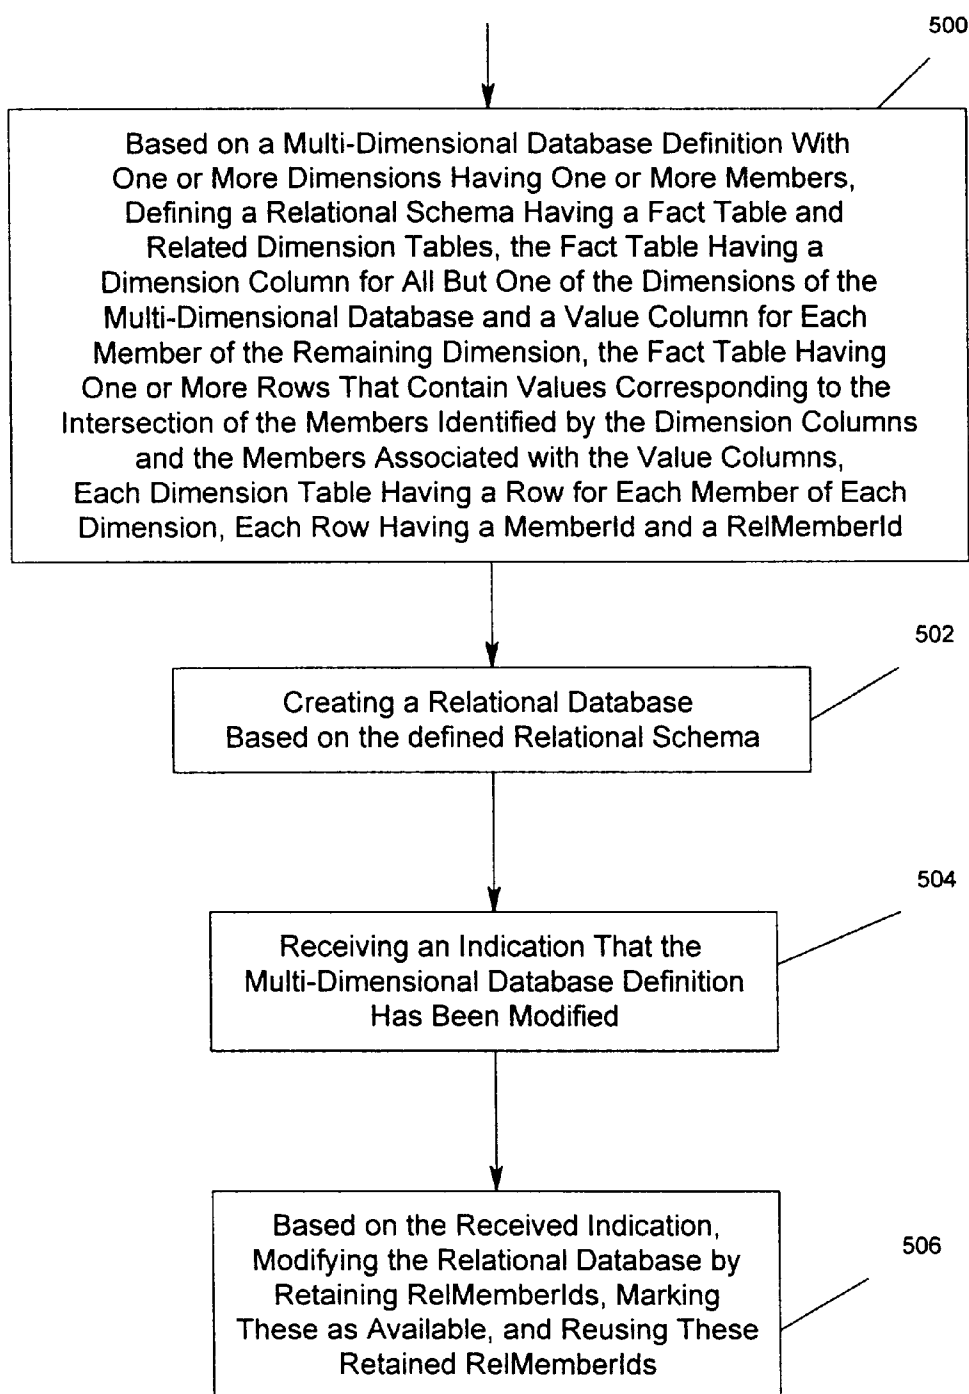 500
Based on a Multi-Dimensional Database Definition With
One or More Dimensions Having One or More Members,
Defining a Relational Schema Having a Fact Table and
Related Dimension Tables, the Fact Table Having a
Dimension Column for All But One of the Dimensions of the
Multi-Dimensional Database and a Value Column for Each
Member of the Remaining Dimension, the Fact Table Having
One or More Rows That Contain Values Corresponding to the
Intersection of the Members Identified by the Dimension Columns
and the Members Associated with the Value Columns,
Each Dimension Table Having a Row for Each Member of Each
Dimension, Each Row Having a MemberId and a RelMemberId
502
Creating a Relational Database
Based on the defined Relational Schema
504
Receiving an Indication That the
Multi-Dimensional Database Definition
Has Been Modified
506
Based on the Received Indication,
Modifying the Relational Database by
Retaining RelMemberIds, Marking
These as Available, and Reusing These
Retained RelMemberIds